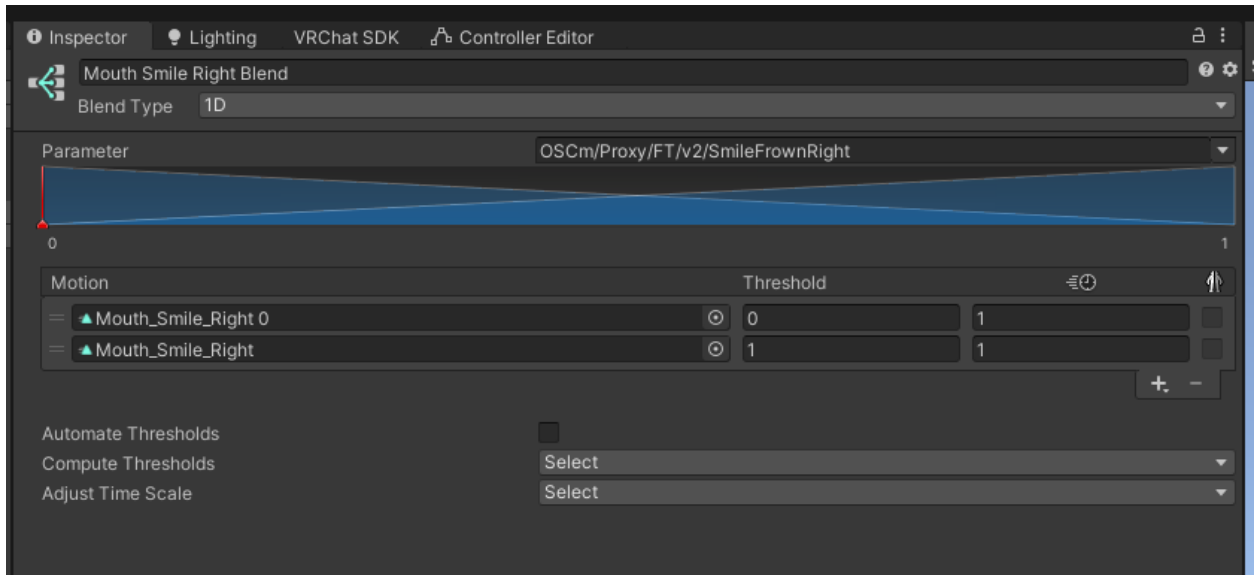 Inspector Lighting VRChat SDK Controller Editor
Mouth Smile Right Blend
Blend Type 1D
Parameter OSCm/Proxy/FT/v2/SmileFrownRight
0 1
Motion Threshold
Mouth_Smile_Right 0 0 1
Mouth_Smile_Right 1 1
Automate Thresholds
Compute Thresholds Select
Adjust Time Scale Select